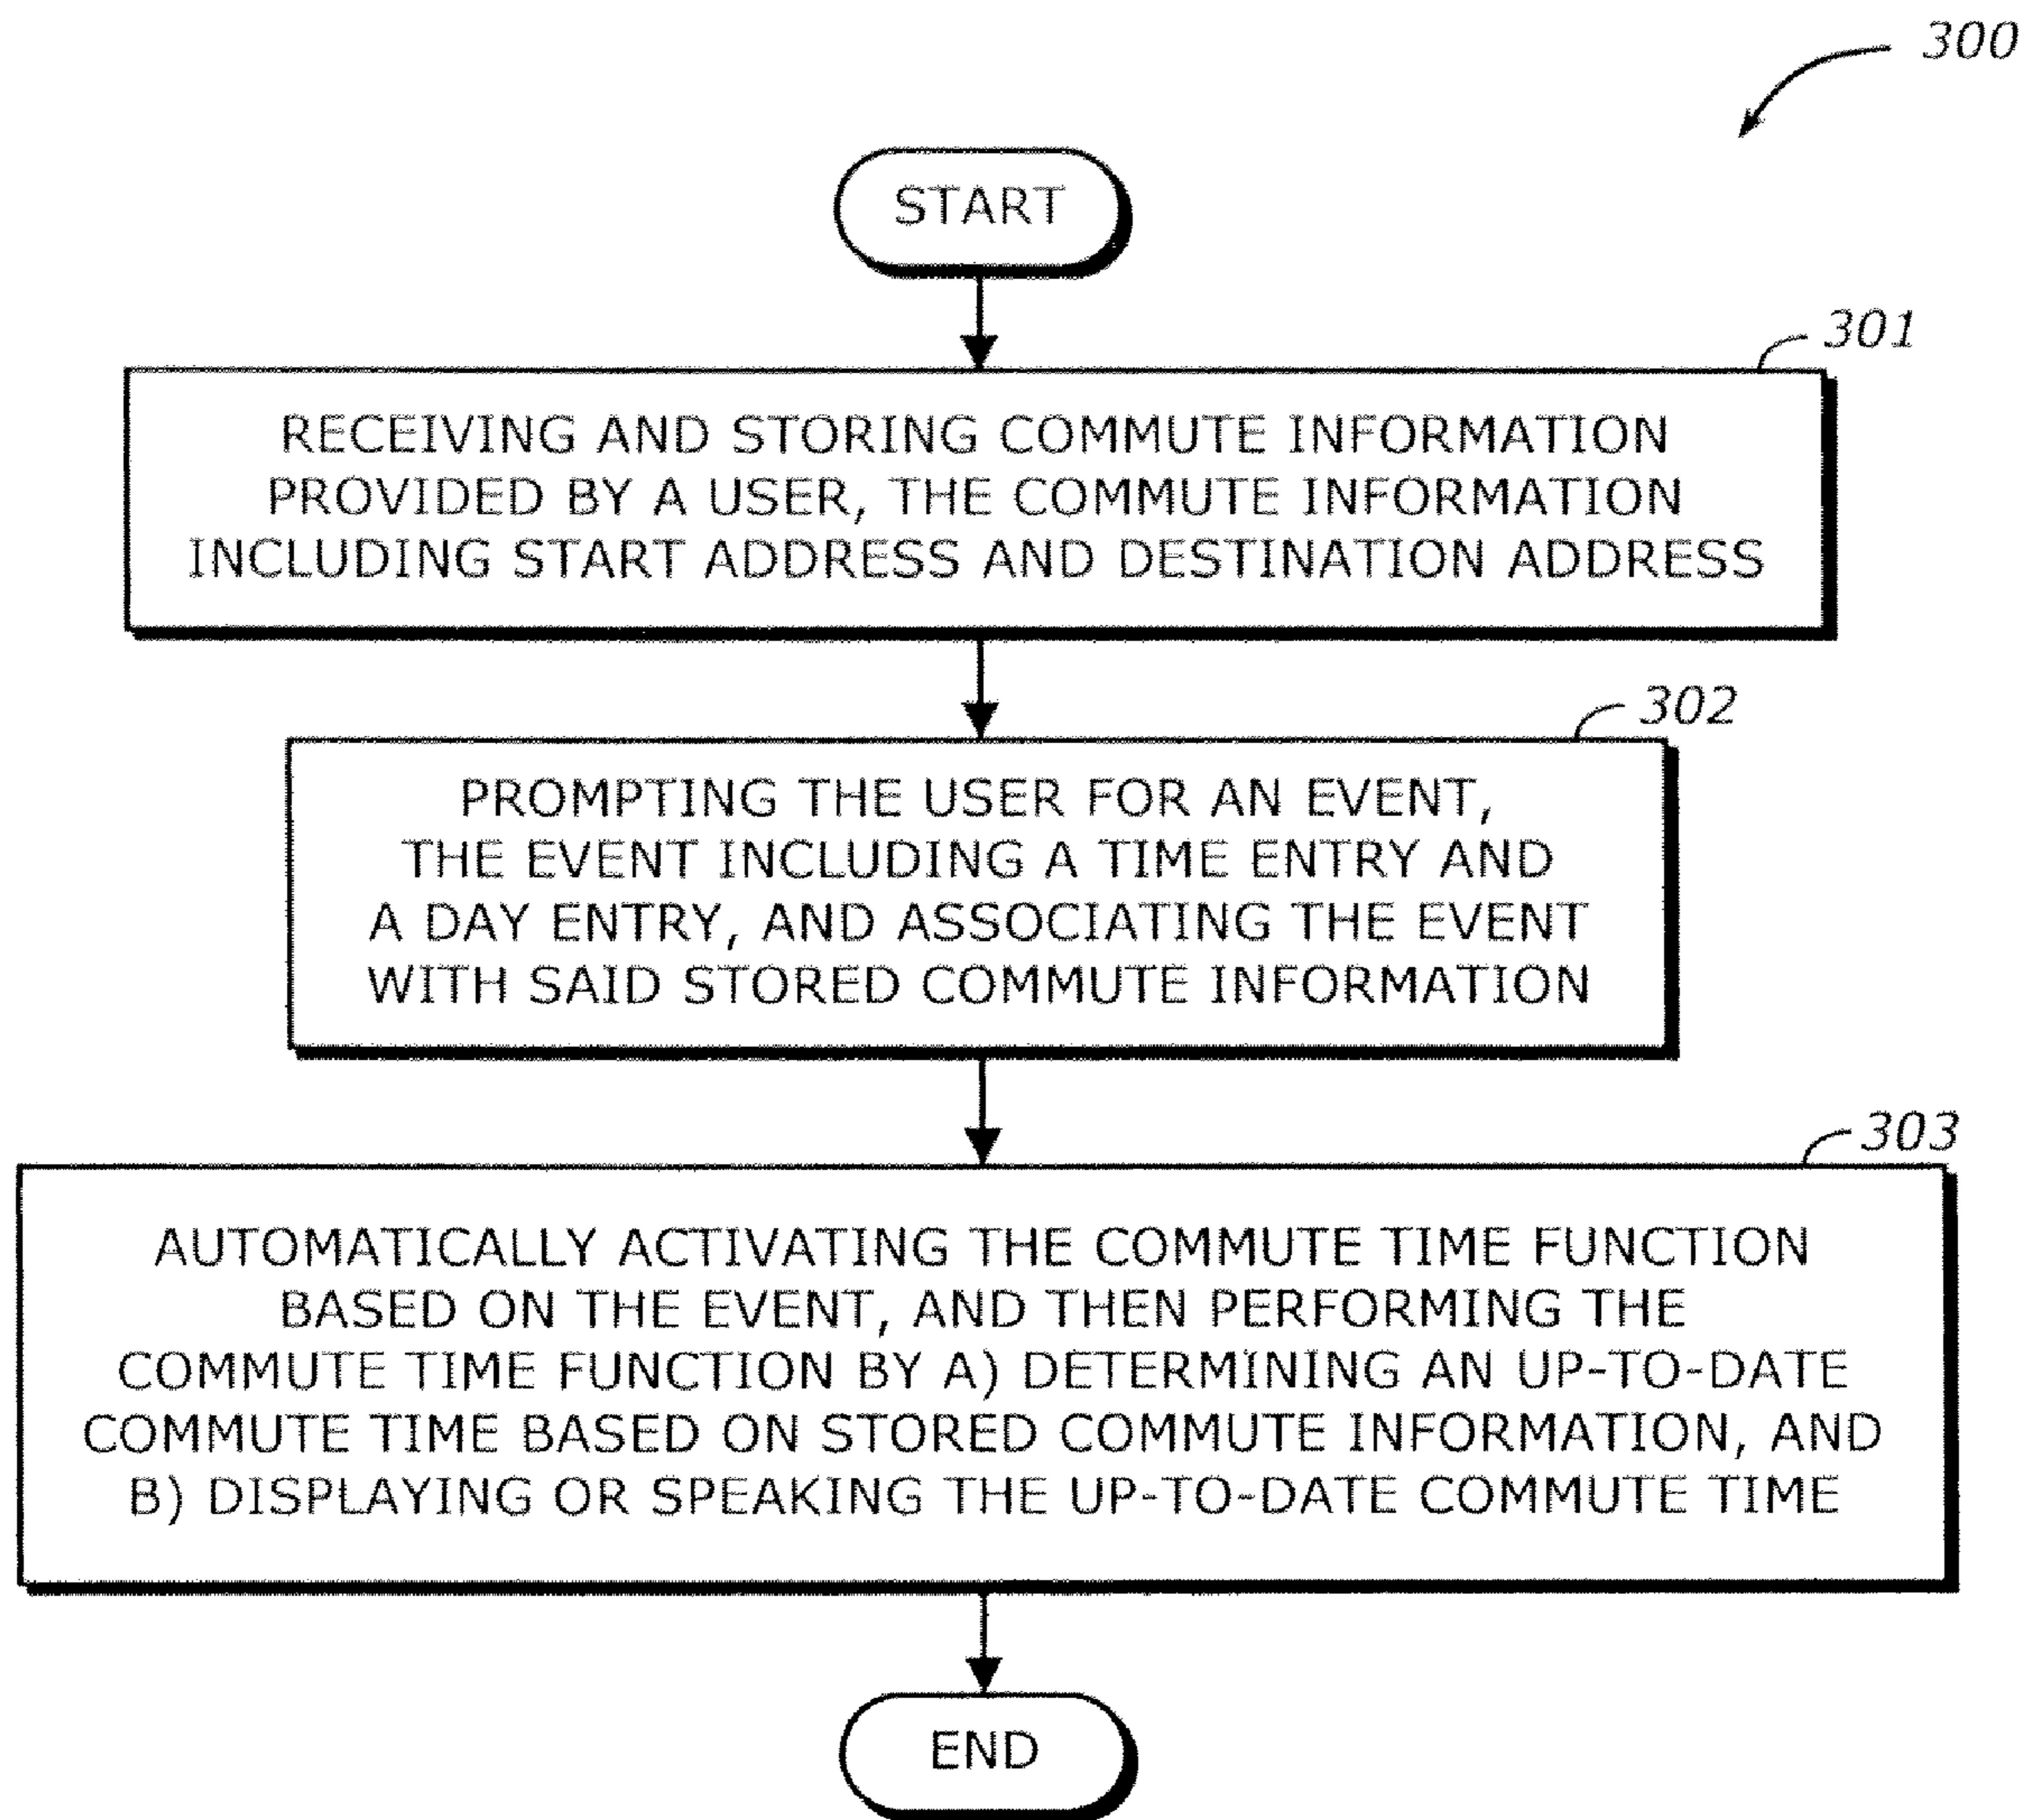 300
START
301
RECEIVING AND STORING COMMUTE INFORMATION
PROVIDED BY A USER, THE COMMUTE INFORMATION
INCLUDING START ADDRESS AND DESTINATION ADDRESS
302
PROMPTING THE USER FOR AN EVENT,
THE EVENT INCLUDING A TIME ENTRY AND
A DAY ENTRY, AND ASSOCIATING THE EVENT
WITH SAID STORED COMMUTE INFORMATION
303
AUTOMATICALLY ACTIVATING THE COMMUTE TIME FUNCTION
BASED ON THE EVENT, AND THEN PERFORMING THE
COMMUTE TIME FUNCTION BY A) DETERMINING AN UP-TO-DATE
COMMUTE TIME BASED ON STORED COMMUTE INFORMATION, AND
B) DISPLAYING OR SPEAKING THE UP-TO-DATE COMMUTE TIME
END